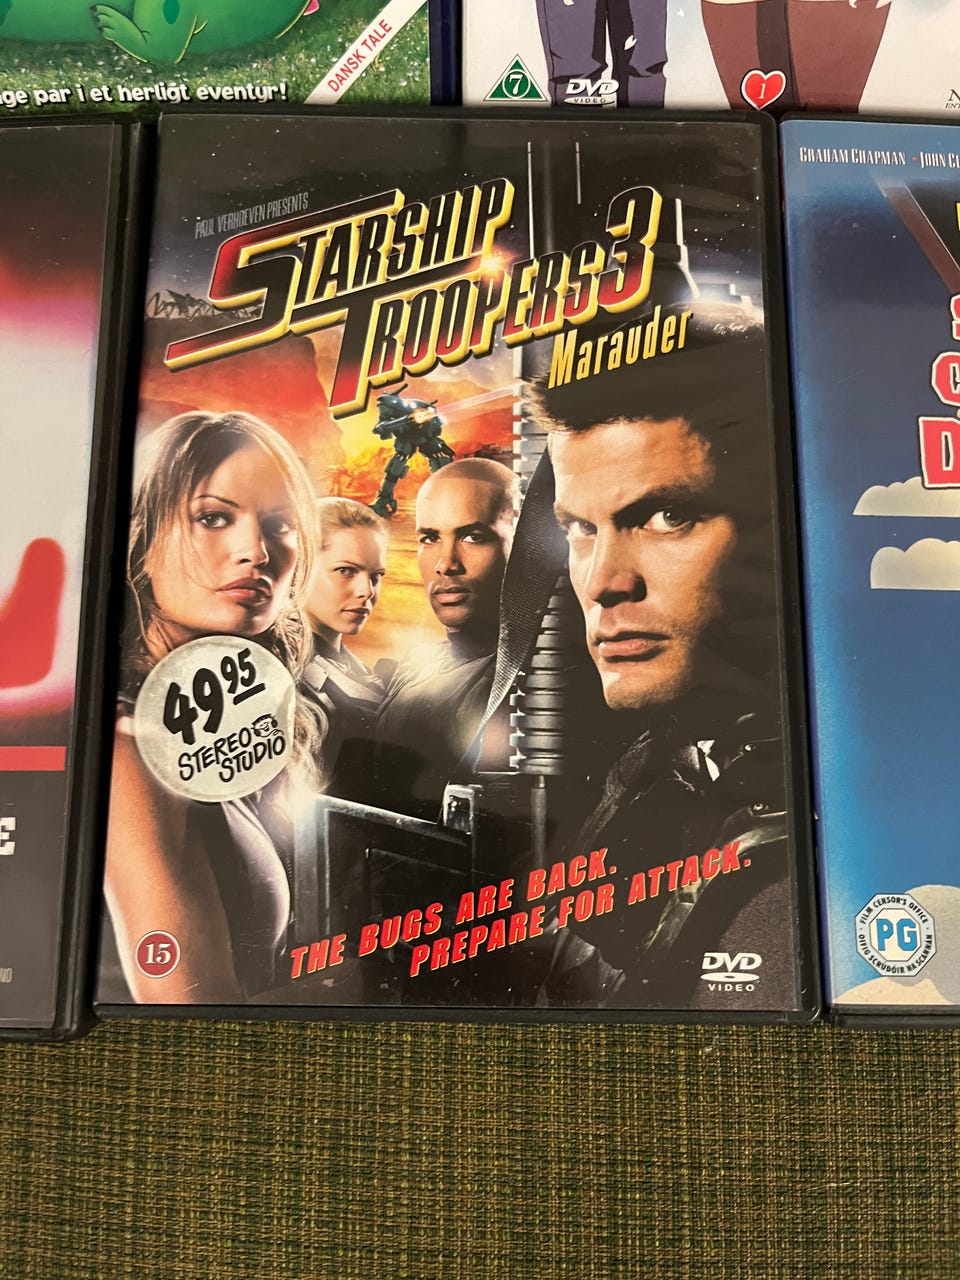 ge par i et herligt eventyr!
DANSK TALE
7
DVD
VIDEO
1
PAUL VERHOEVEN PRESENTS
STARSHIP
TROOPERS 3
Marauder
49 95
STEREO
STUDIO
THE BUGS ARE BACK.
PREPARE FOR ATTACK.
15
DVD
VIDEO
GRAHAM CHAPMAN
FILM CENSOR'S OFFICE
PG
OIFIG SCRÚDÓIR NA SCANNÁN
E